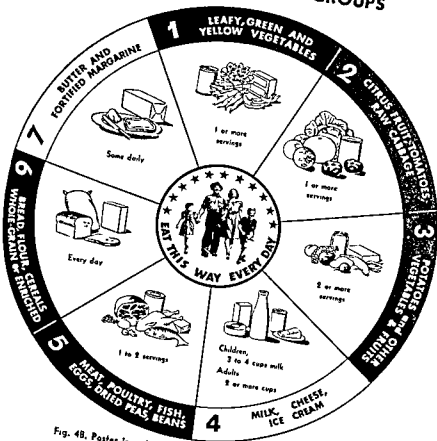 GROUPS
1
LEAFY, GREEN AND
YELLOW VEGETABLES
1 or more
servings
2
CITRUS FRUIT, TOMATOES,
RAW CABBAGE
1 or more
servings
3
POTATOES AND OTHER
VEGETABLES & FRUITS
2 or more
servings
4
MILK, CHEESE,
ICE CREAM
Children,
3 to 4 cups milk
Adults
2 or more cups
5
MEAT, POULTRY, FISH,
EGGS, DRIED PEAS, BEANS
1 to 2 servings
6
BREAD, FLOUR, CEREALS
WHOLE-GRAIN OR ENRICHED
Every day
7
BUTTER AND
FORTIFIED MARGARINE
Some daily
EAT THIS WAY EVERY DAY
Fig. 4B. Poster